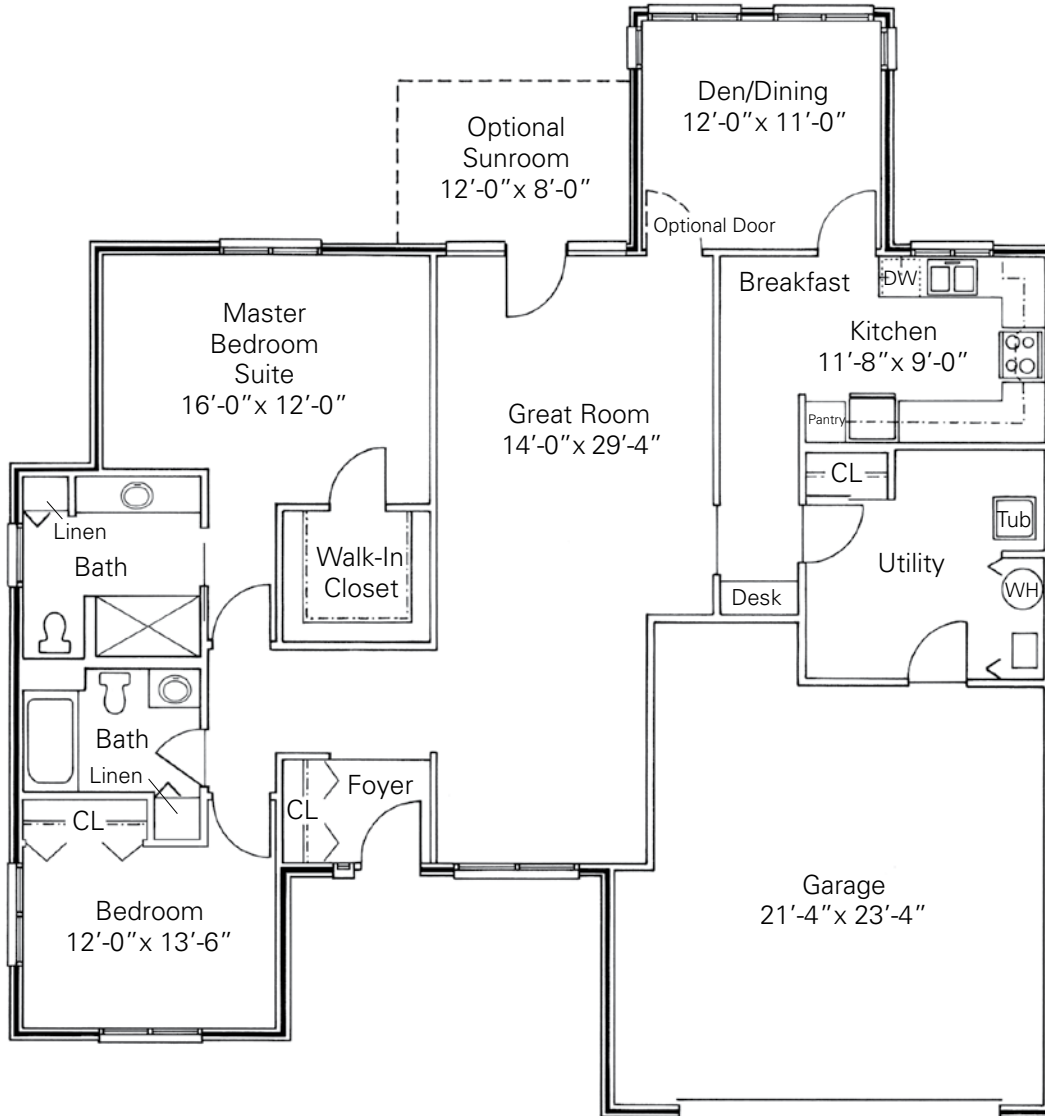 Den/Dining
12'-0"x 11'-0"
Optional
Sunroom
12'-0"x 8'-0"
Optional Door
Master
Bedroom
Suite
16'-0"x 12'-0"
Great Room
14'-0"x 29'-4"
Breakfast
DW
Kitchen
11'-8"x 9'-0"
Pantry
CL
Tub
Utility
WH
Desk
Linen
Bath
Walk-In
Closet
Bath
Linen
CL
Foyer
CL
Bedroom
12'-0"x 13'-6"
Garage
21'-4"x 23'-4"